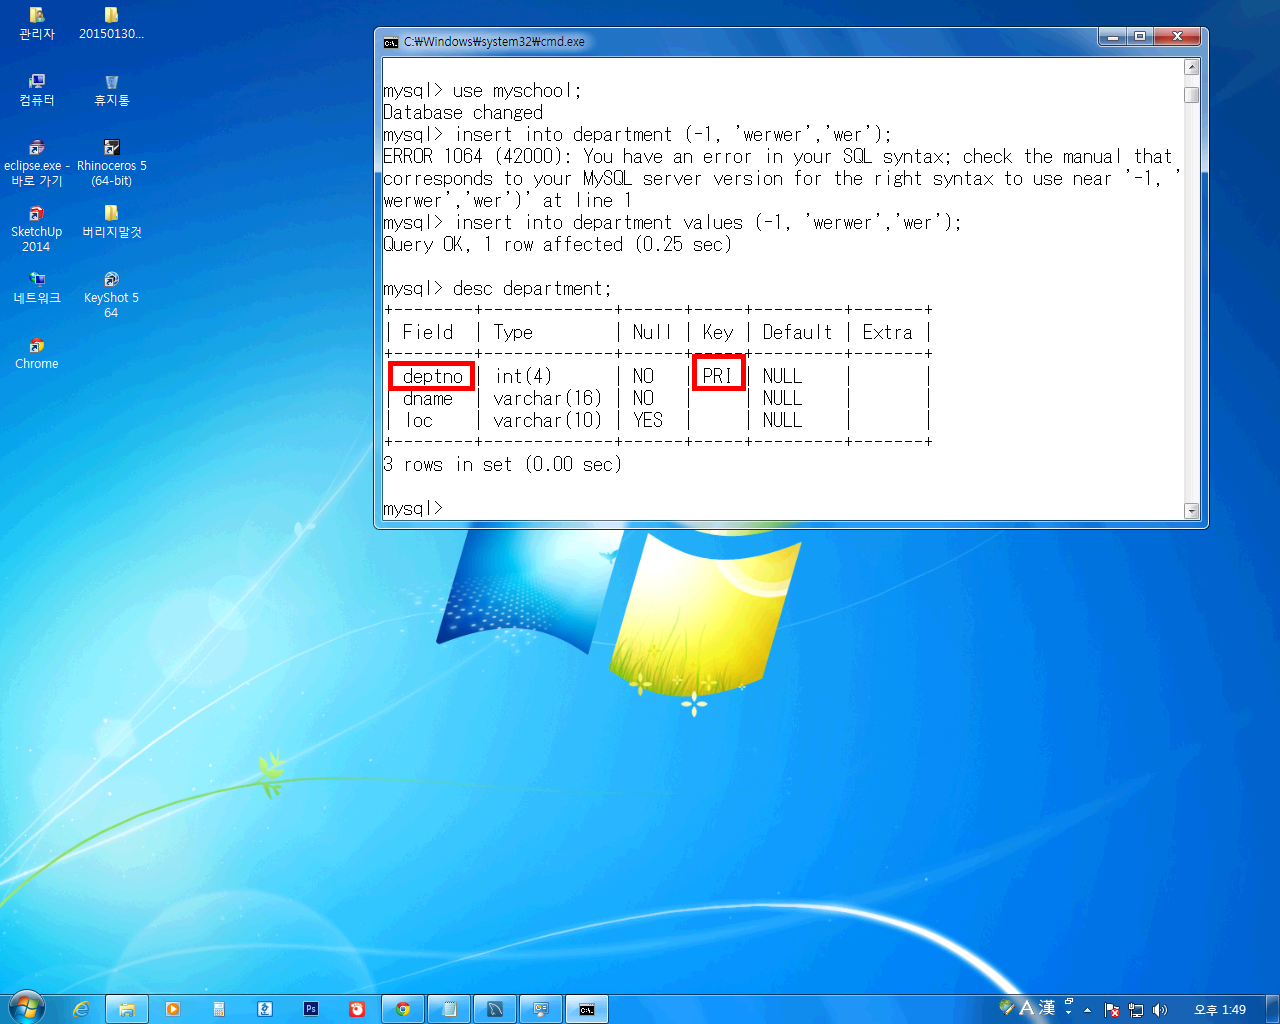 관리자
20150130...
컴퓨터
휴지통
eclipse.exe -
바로 가기
Rhinoceros 5
(64-bit)
SketchUp
2014
버리지말것
네트워크
KeyShot 5
64
Chrome
C:\Windows\system32\cmd.exe
mysql> use myschool;
Database changed
mysql> insert into department (-1, 'werwer','wer');
ERROR 1064 (42000): You have an error in your SQL syntax; check the manual that
corresponds to your MySQL server version for the right syntax to use near '-1, '
werwer','wer')' at line 1
mysql> insert into department values (-1, 'werwer','wer');
Query OK, 1 row affected (0.25 sec)
mysql> desc department;
+--------+-------------+------+-----+---------+-------+
| Field  | Type        | Null | Key | Default | Extra |
+--------+-------------+------+-----+---------+-------+
| deptno | int(4)      | NO   | PRI | NULL    |       |
| dname  | varchar(16) | NO   |     | NULL    |       |
| loc    | varchar(10) | YES  |     | NULL    |       |
+--------+-------------+------+-----+---------+-------+
3 rows in set (0.00 sec)
mysql>
Ps
A 漢
오후 1:49